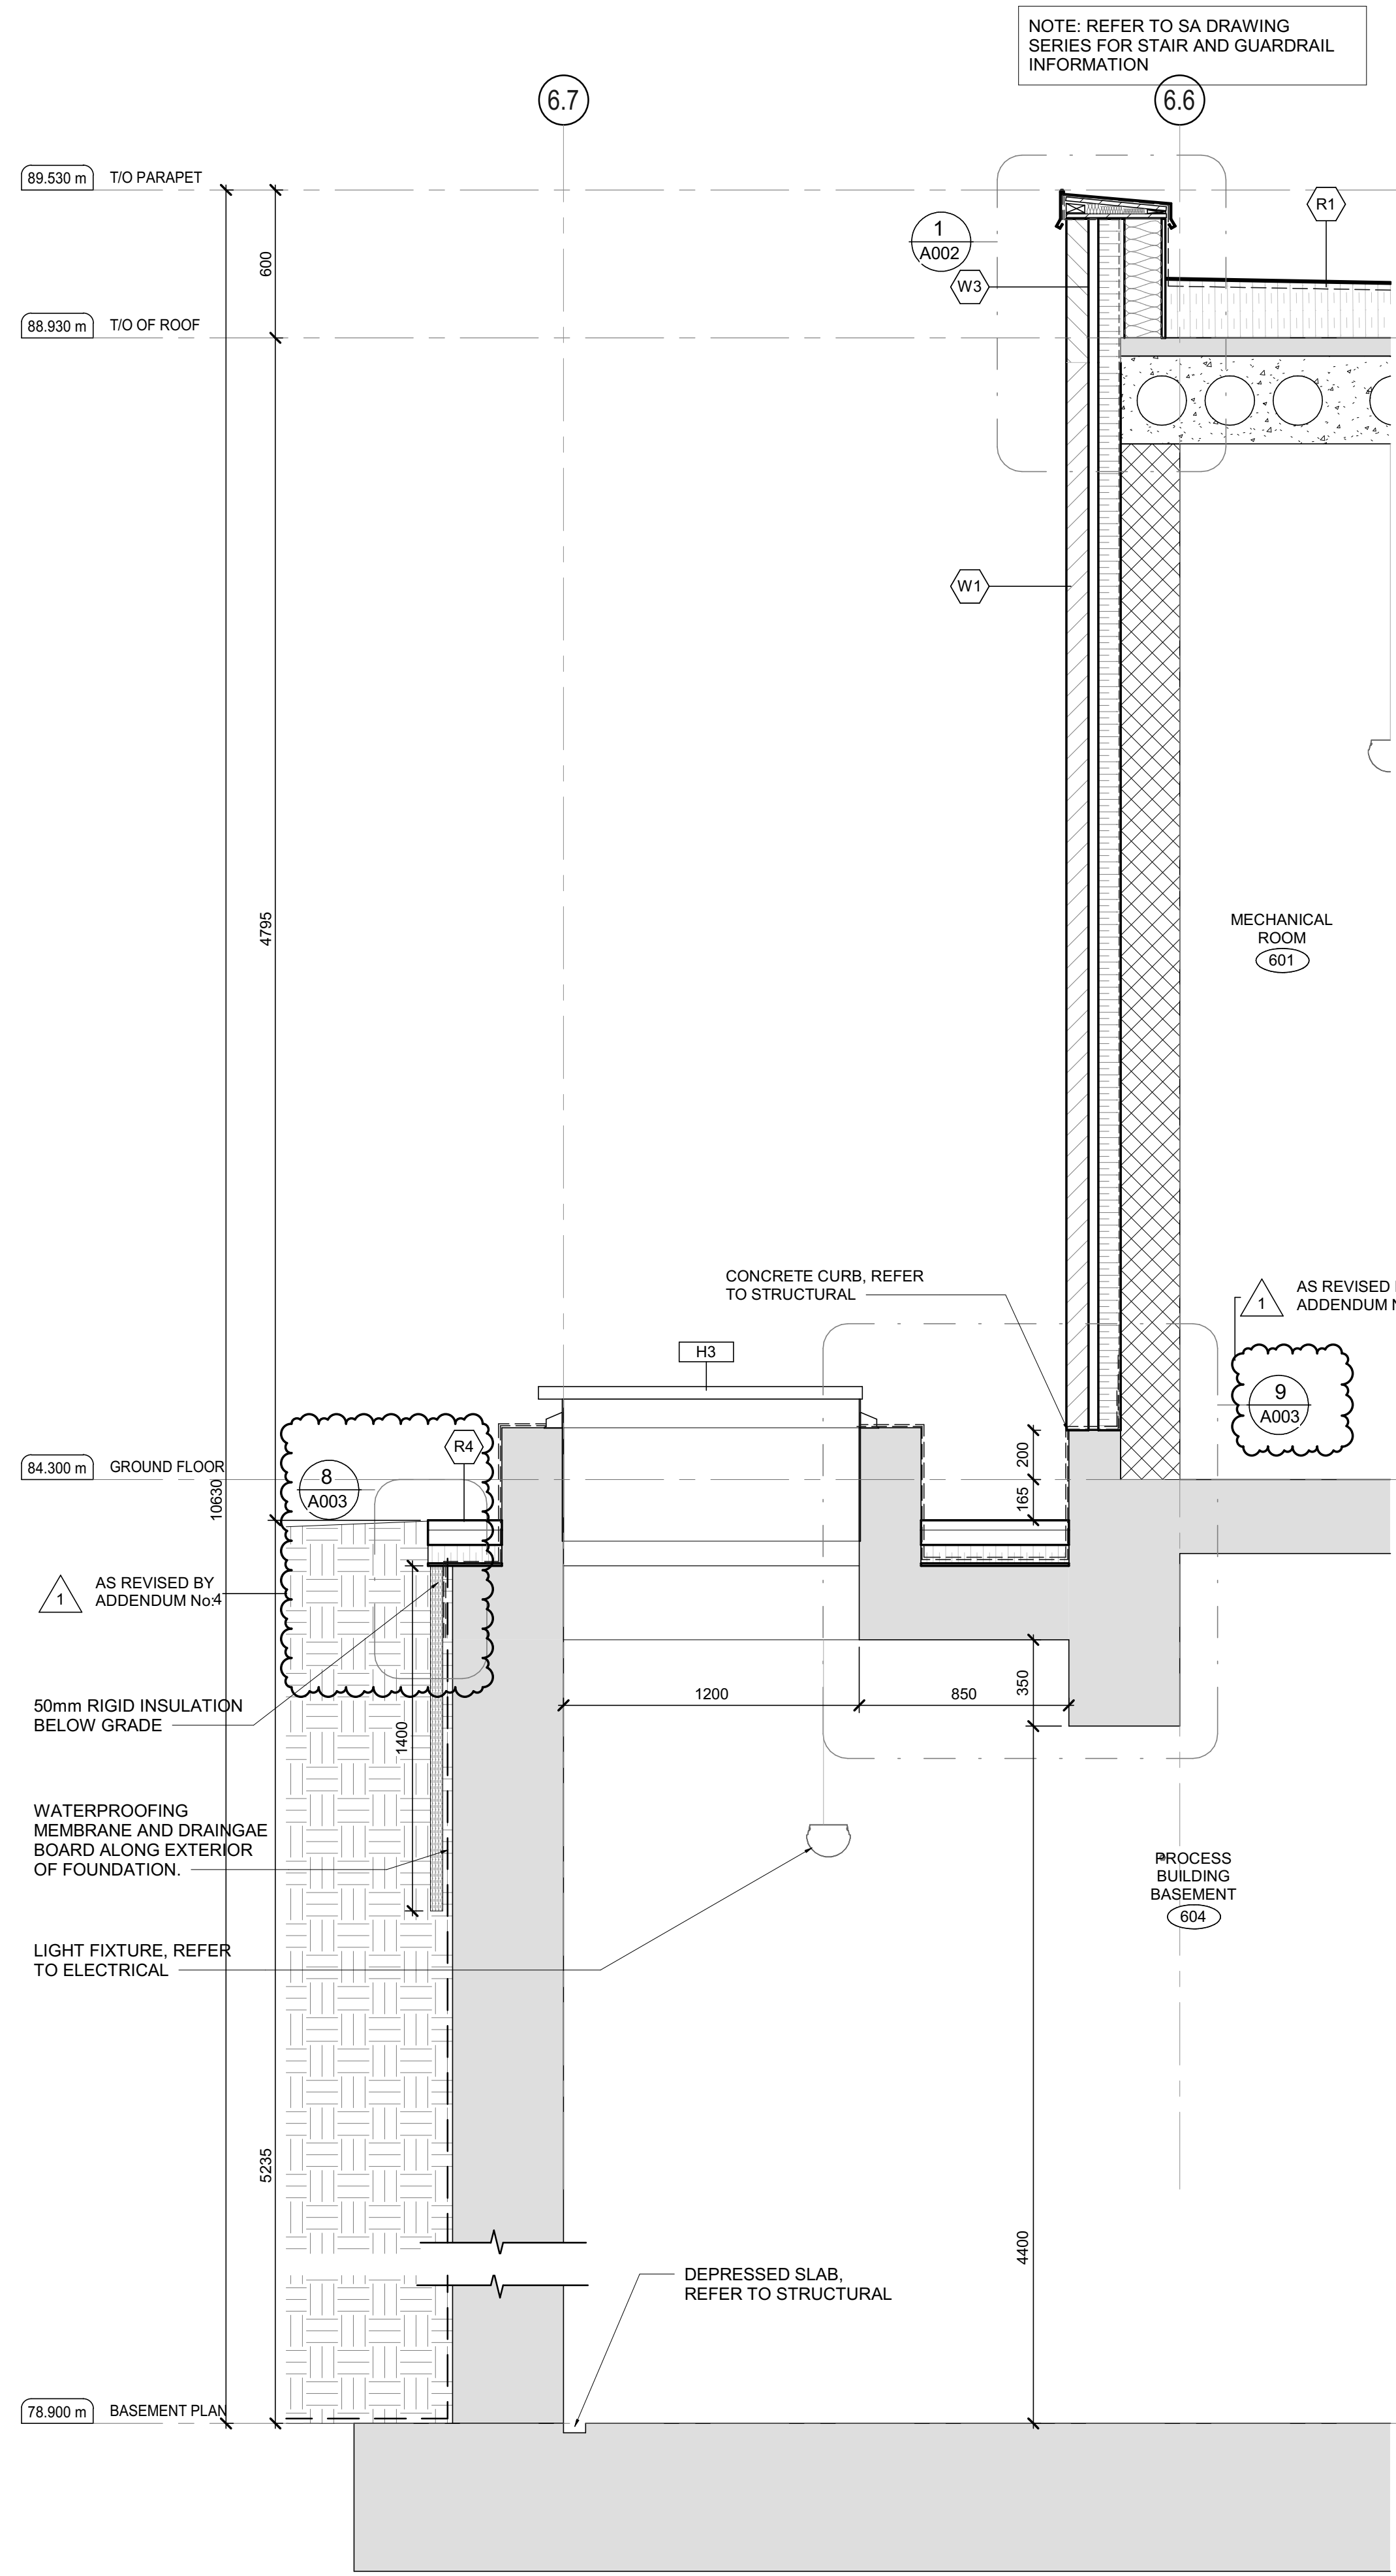 NOTE: REFER TO SA DRAWING
SERIES FOR STAIR AND GUARDRAIL
INFORMATION
6.7
6.6
89.530 m
T/O PARAPET
R1
1
A002
600
W3
88.930 m
T/O OF ROOF
W1
4795
MECHANICAL
ROOM
601
CONCRETE CURB, REFER
TO STRUCTURAL
1
AS REVISED
ADDENDUM N
H3
9
A003
R4
84.300 m
GROUND FLOOR
8
A003
200
165
10630
1
AS REVISED BY
ADDENDUM No.4
50mm RIGID INSULATION
BELOW GRADE
1200
850
350
1400
WATERPROOFING
MEMBRANE AND DRAINGAE
BOARD ALONG EXTERIOR
OF FOUNDATION.
PROCESS
BUILDING
BASEMENT
604
LIGHT FIXTURE, REFER
TO ELECTRICAL
5235
4400
DEPRESSED SLAB,
REFER TO STRUCTURAL
78.900 m
BASEMENT PLAN